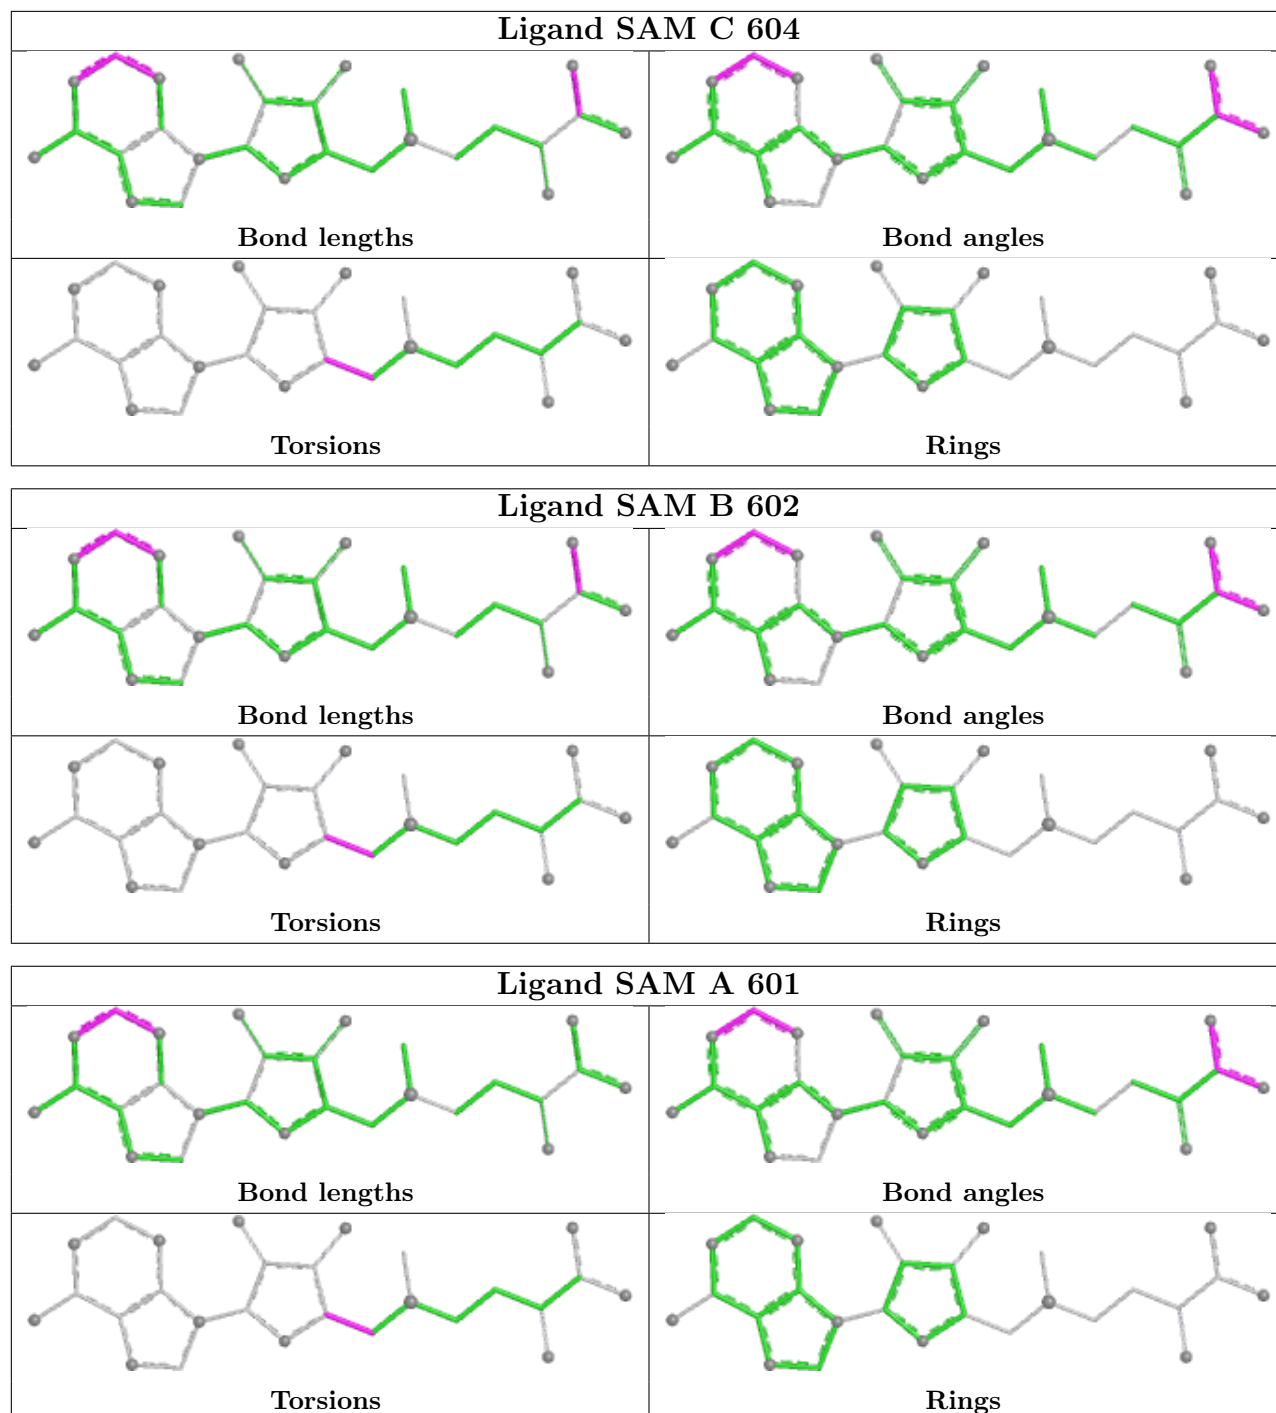 Ligand SAM C 604
Bond lengths
Bond angles
Torsions
Rings
Ligand SAM B 602
Bond lengths
Bond angles
Torsions
Rings
Ligand SAM A 601
Bond lengths
Bond angles
Torsions
Rings